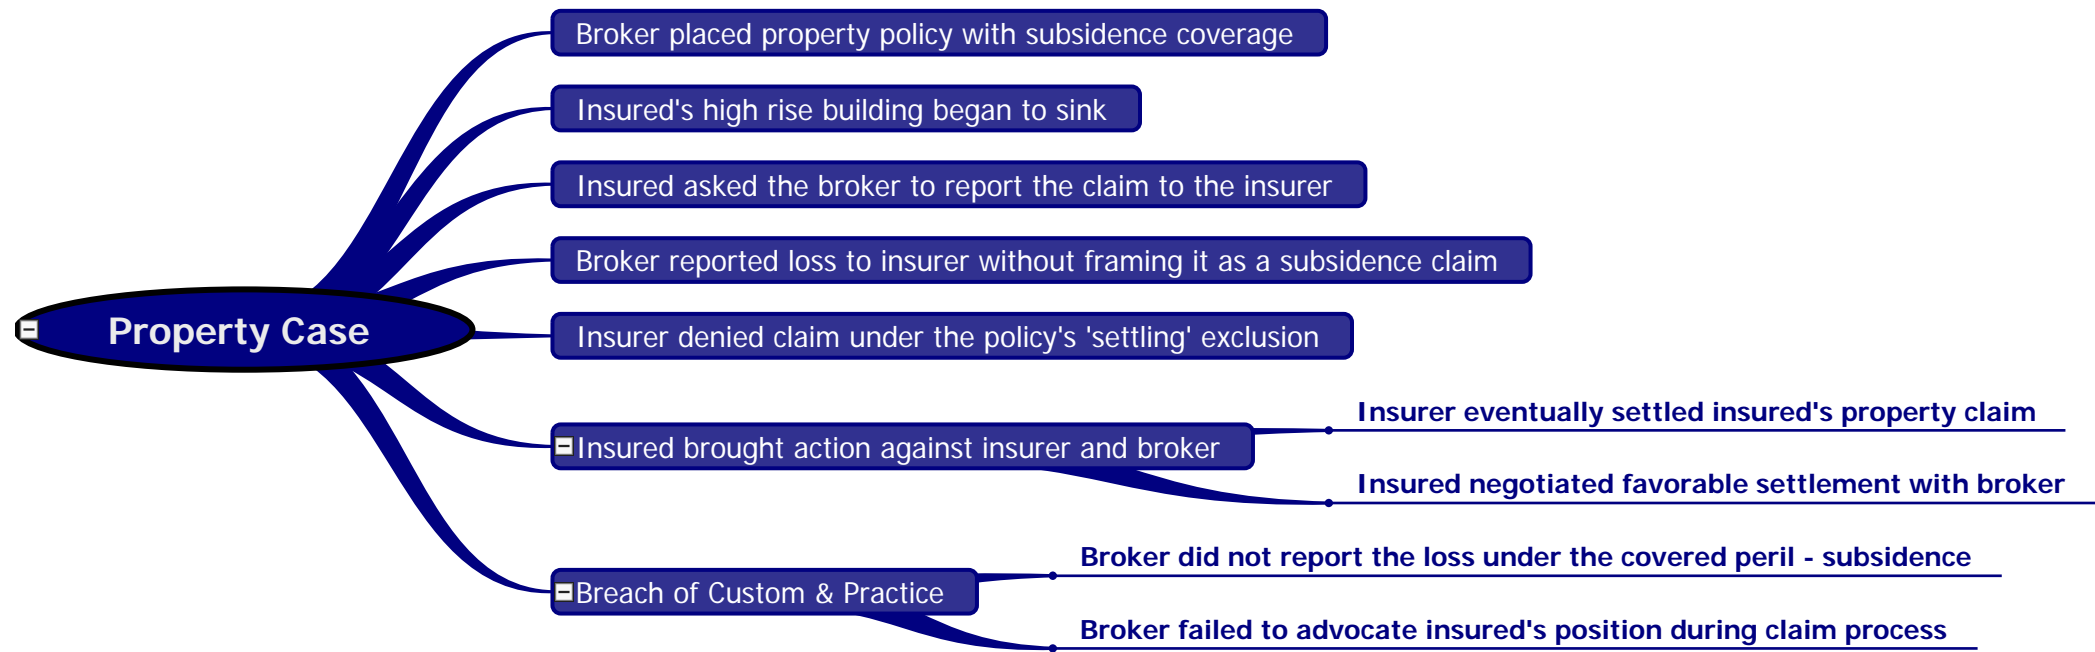 Broker placed property policy with subsidence coverage
Insured's high rise building began to sink
Insured asked the broker to report the claim to the insurer
Broker reported loss to insurer without framing it as a subsidence claim
Property Case
Insurer denied claim under the policy's 'settling' exclusion
Insured brought action against insurer and broker
Insurer eventually settled insured's property claim
Insured negotiated favorable settlement with broker
Breach of Custom & Practice
Broker did not report the loss under the covered peril - subsidence
Broker failed to advocate insured's position during claim process